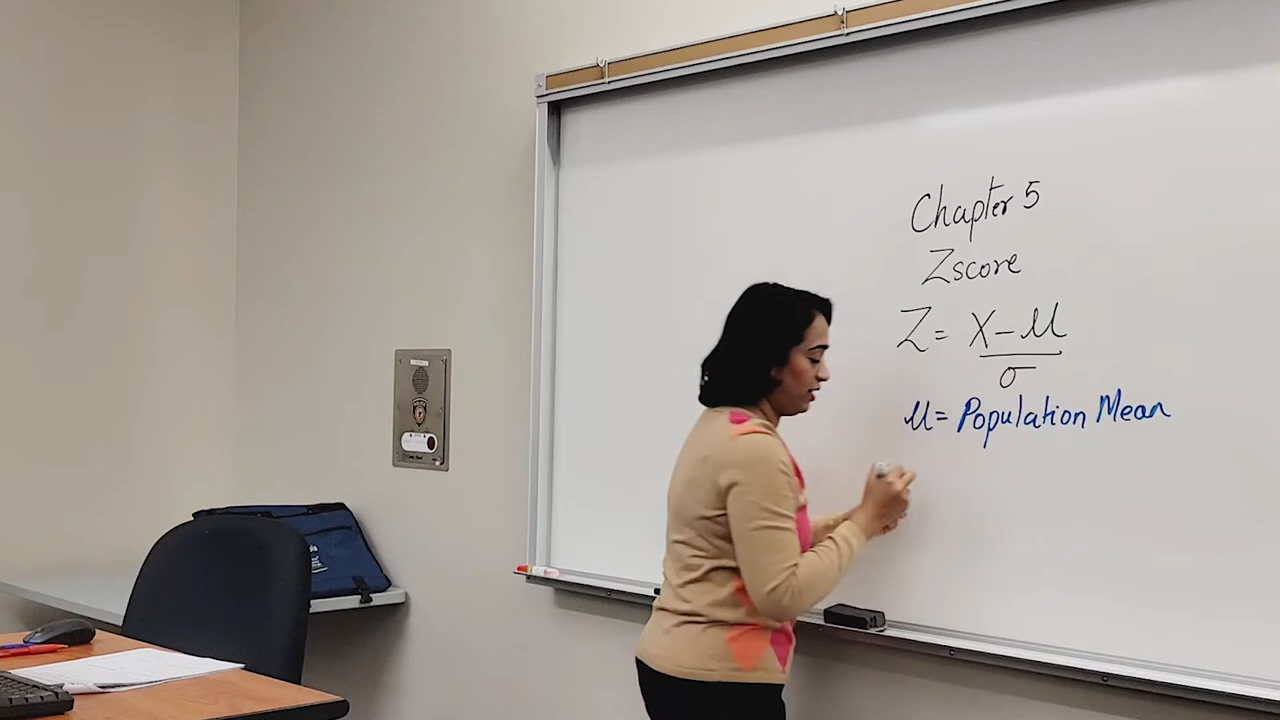 Chapter 5
Zscore
Z = X - μ
σ
μ = Population Mean